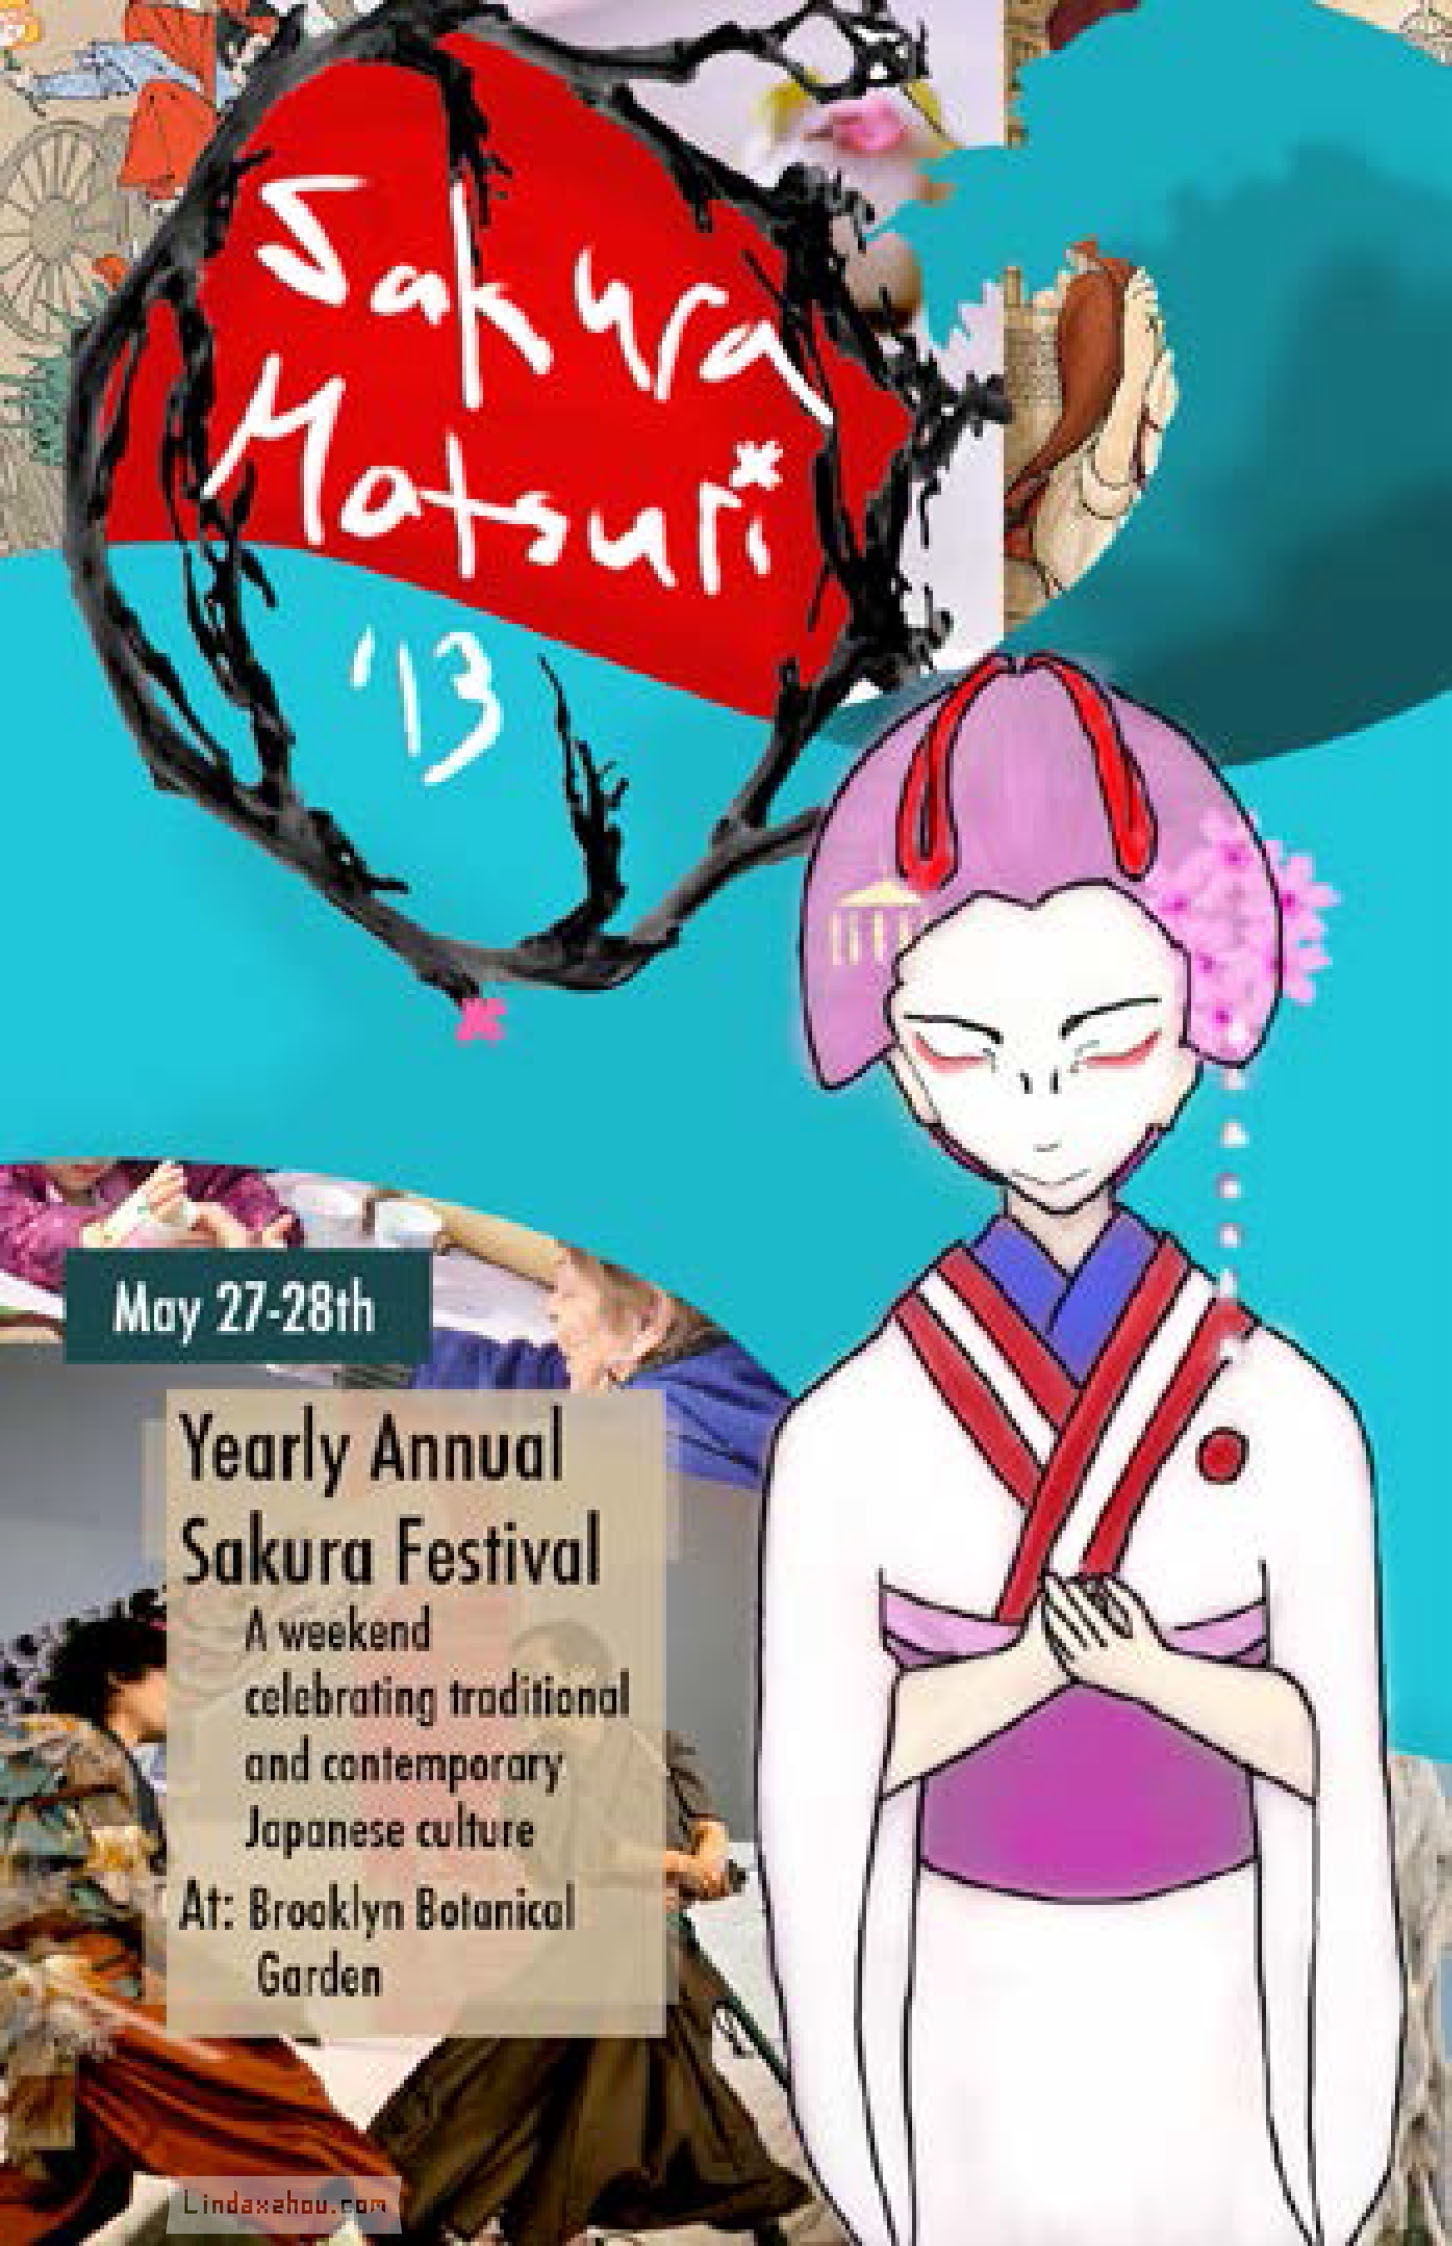 Sakura
Matsuri
'13
May 27-28th
Yearly Annual
Sakura Festival
A weekend
celebrating traditional
and contemporary
Japanese culture
At: Brooklyn Botanical
Garden
Lindaxzhou.com